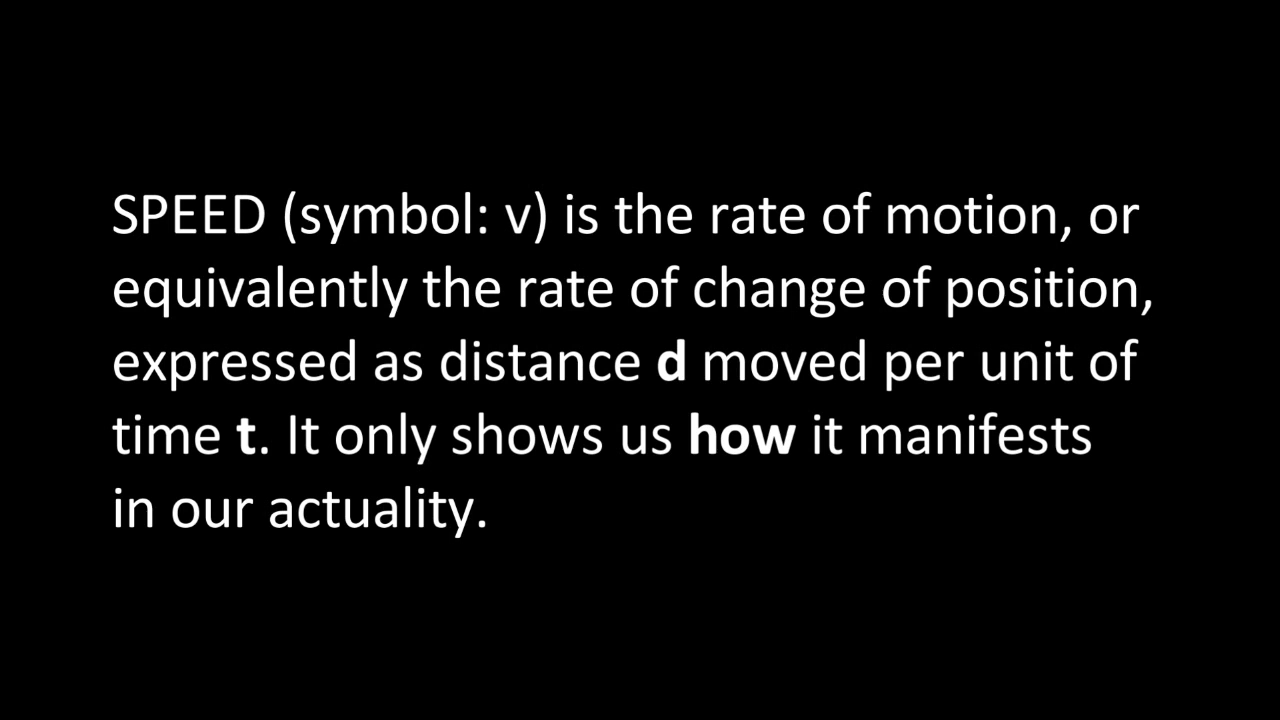 SPEED (symbol: v) is the rate of motion, or
equivalently the rate of change of position,
expressed as distance d moved per unit of
time t. It only shows us how it manifests
in our actuality.